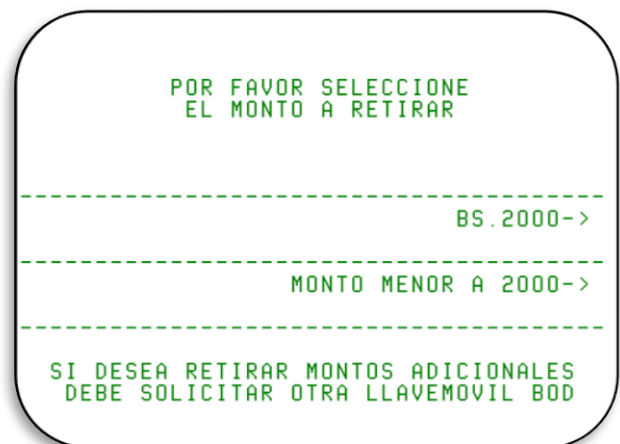 POR FAVOR SELECCIONE
EL MONTO A RETIRAR
BS.2000->
MONTO MENOR A 2000->
SI DESEA RETIRAR MONTOS ADICIONALES
DEBE SOLICITAR OTRA LLAVEMOVIL BOD